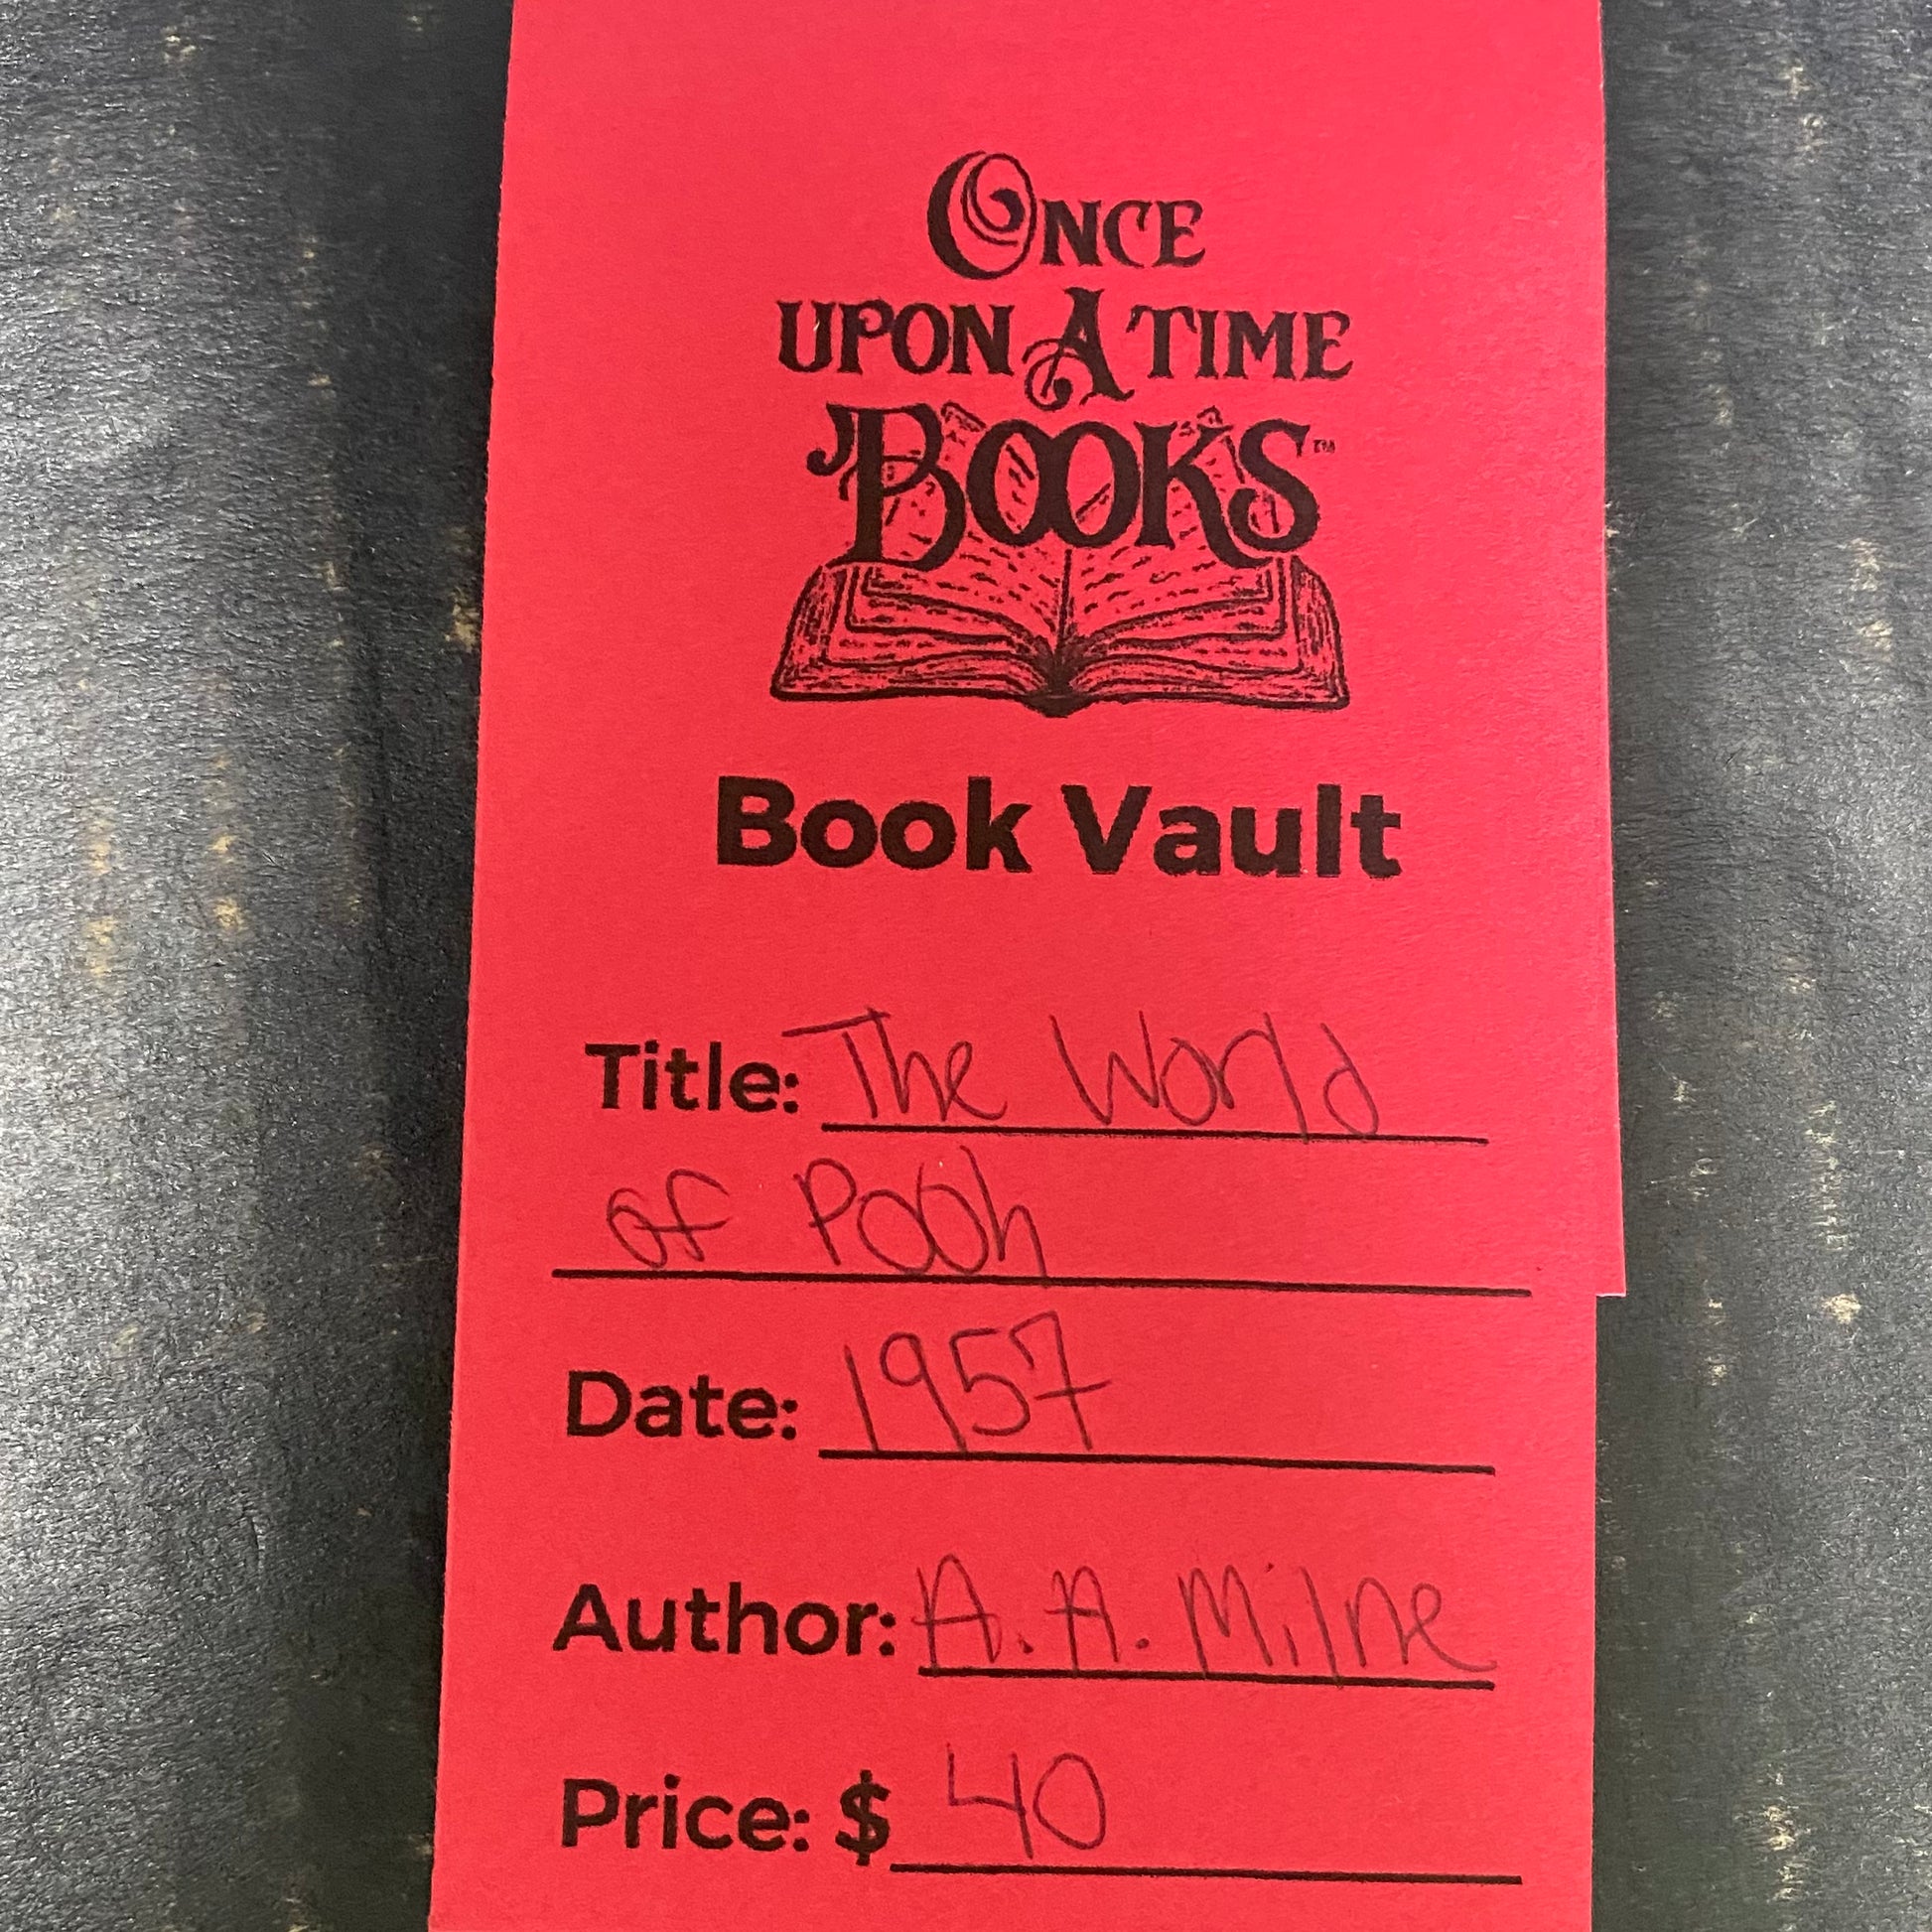 ONCE
UPON A TIME
BOOKS™
Book Vault
Title: The World
of Pooh
Date: 1957
Author: A. A. Milne
Price: $ 40